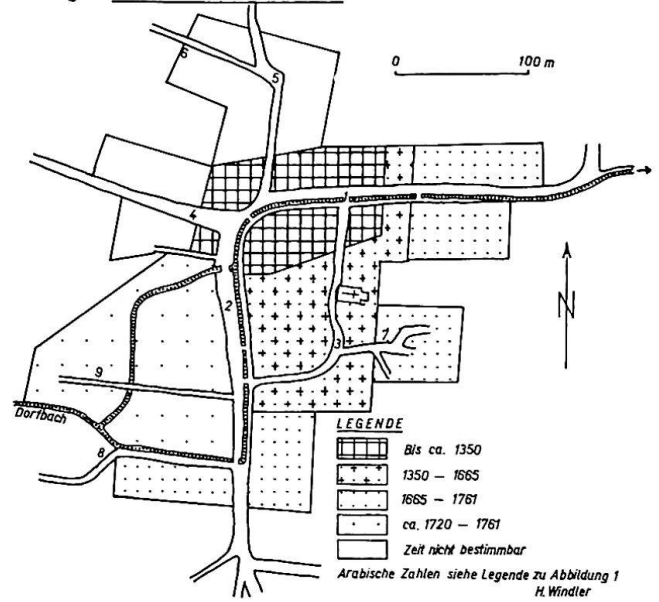 6
5
0 100 m
1
4
N
2
7
3
9
Dorfbach
8
LEGENDE
Bis ca. 1350
1350 – 1665
1665 – 1761
ca. 1720 – 1761
Zeit nicht bestimmbar
Arabische Zahlen siehe Legende zu Abbildung 1
H. Windler